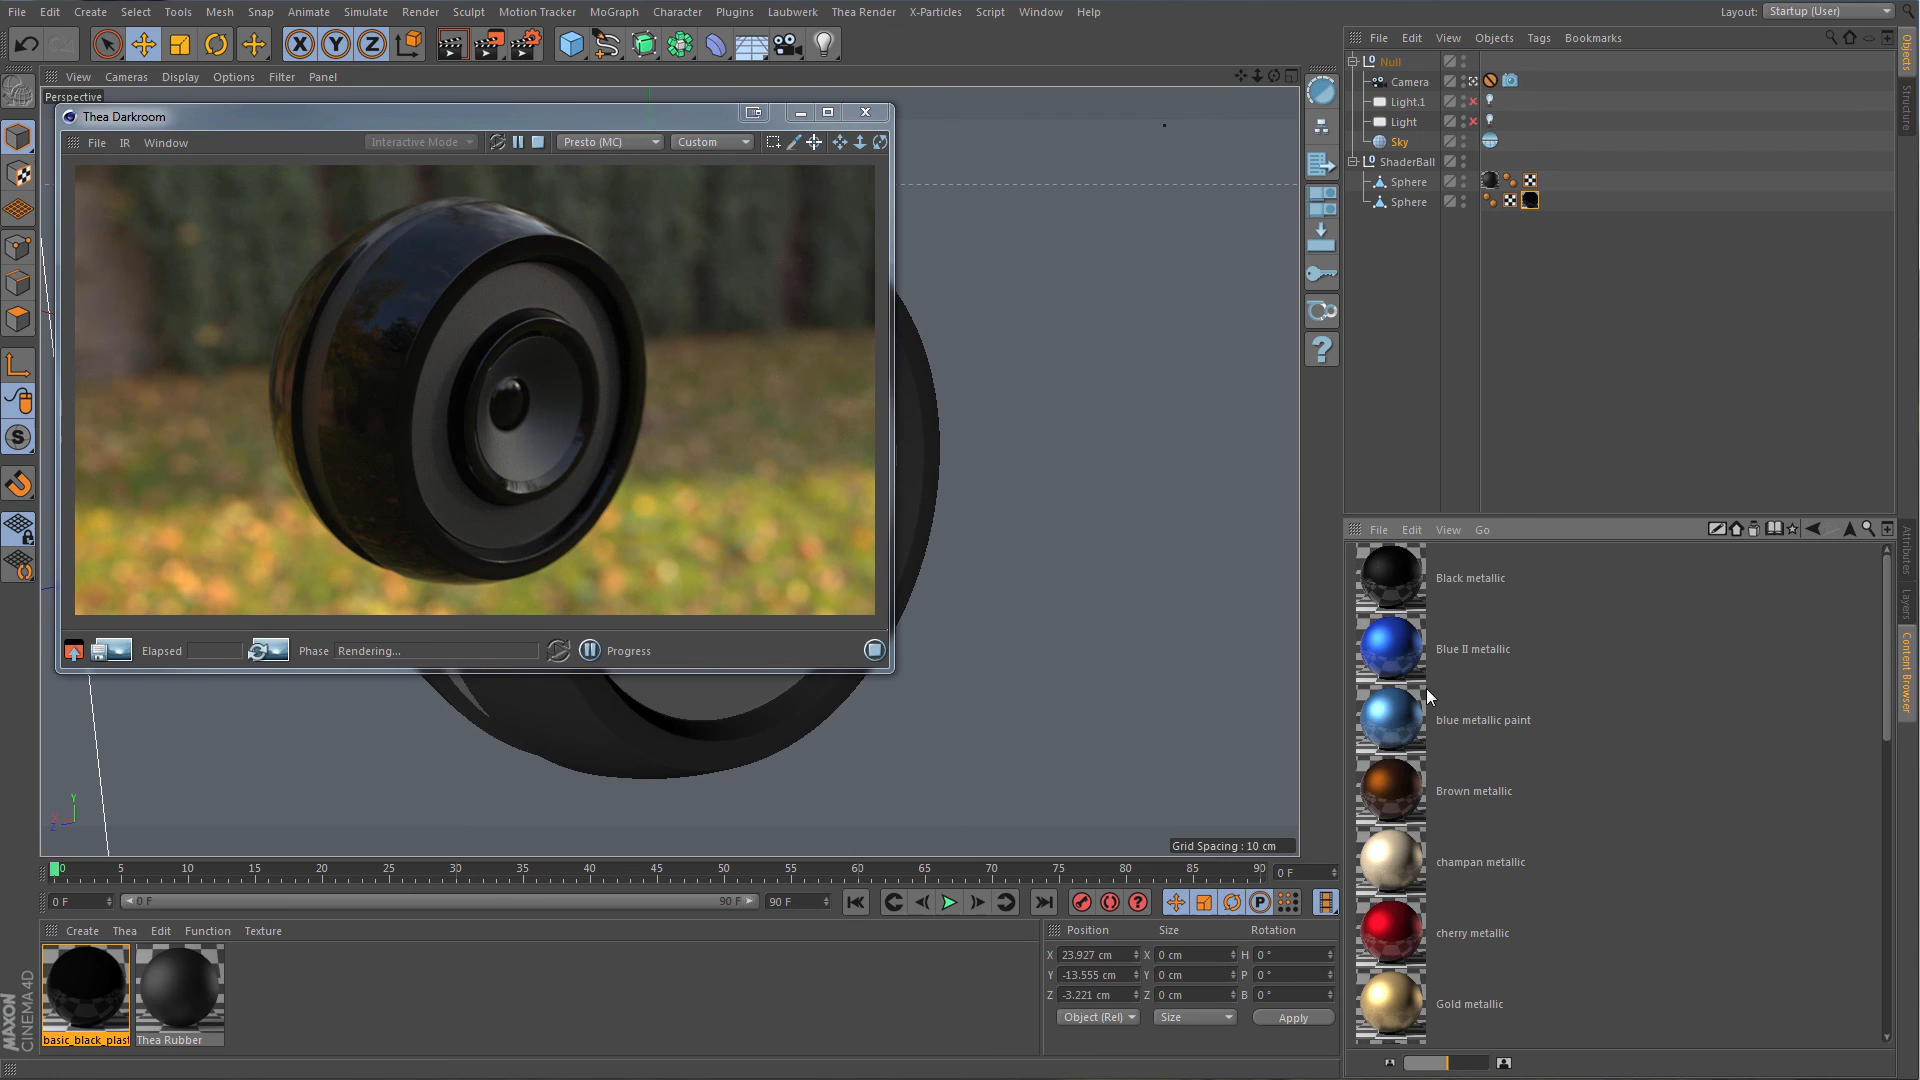 File Edit Create Select Tools Mesh Snap Animate Simulate Render Sculpt Motion Tracker MoGraph Character Plugins Laubwerk Thea Render X-Particles Script Window Help Layout: Startup (User)
X Y Z
File Edit View Objects Tags Bookmarks
View Cameras Display Options Filter Panel
Perspective
Null
Camera
Light.1
Light
Sky
ShaderBall
Sphere
Sphere
Objects
Structure
Thea Darkroom
File IR Window Interactive Mode Presto (MC) Custom
S
?
Elapsed Phase Rendering... Progress
File Edit View Go
Attributes
Layers
Content Browser
Black metallic
Blue II metallic
blue metallic paint
Brown metallic
champan metallic
cherry metallic
Gold metallic
Y
X
Z
Grid Spacing : 10 cm
0 5 10 15 20 25 30 35 40 45 50 55 60 65 70 75 80 85 90 0 F
0 F 0 F 90 F 90 F
? P
Create Thea Edit Function Texture
basic_black_plast
Thea Rubber
Position Size Rotation
X 23.927 cm X 0 cm H 0 °
Y -13.555 cm Y 0 cm P 0 °
Z -3.221 cm Z 0 cm B 0 °
Object (Rel) Size Apply
MAXON
CINEMA 4D